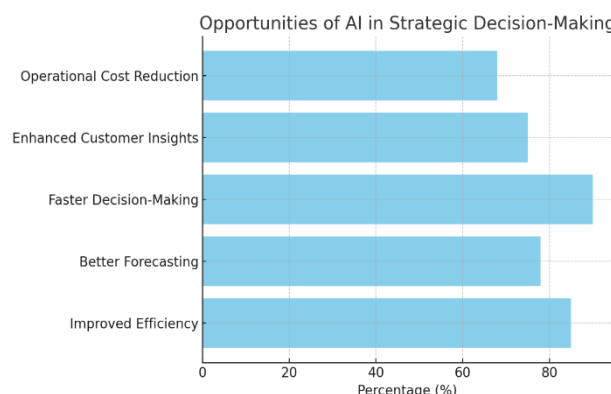 Opportunities of AI in Strategic Decision-Making
Operational Cost Reduction
Enhanced Customer Insights
Faster Decision-Making
Better Forecasting
Improved Efficiency
0 20 40 60 80
Percentage (%)